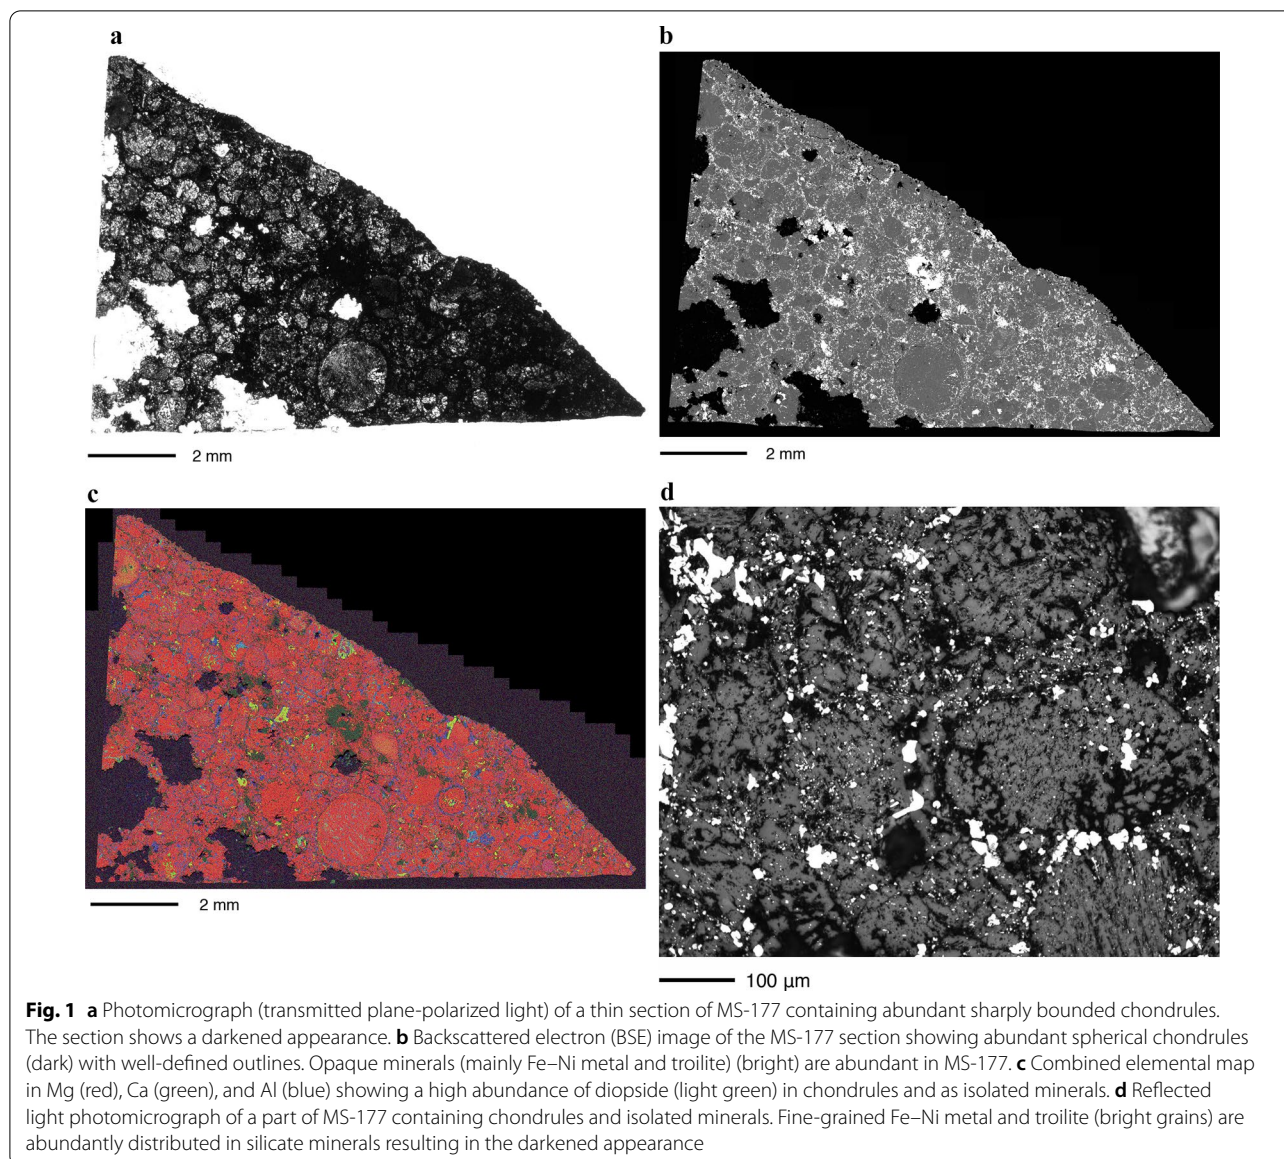 a
b
2 mm
2 mm
c
d
2 mm
100 µm
Fig. 1 a Photomicrograph (transmitted plane-polarized light) of a thin section of MS-177 containing abundant sharply bounded chondrules.
The section shows a darkened appearance. b Backscattered electron (BSE) image of the MS-177 section showing abundant spherical chondrules
(dark) with well-defined outlines. Opaque minerals (mainly Fe–Ni metal and troilite) (bright) are abundant in MS-177. c Combined elemental map
in Mg (red), Ca (green), and Al (blue) showing a high abundance of diopside (light green) in chondrules and as isolated minerals. d Reflected
light photomicrograph of a part of MS-177 containing chondrules and isolated minerals. Fine-grained Fe–Ni metal and troilite (bright grains) are
abundantly distributed in silicate minerals resulting in the darkened appearance